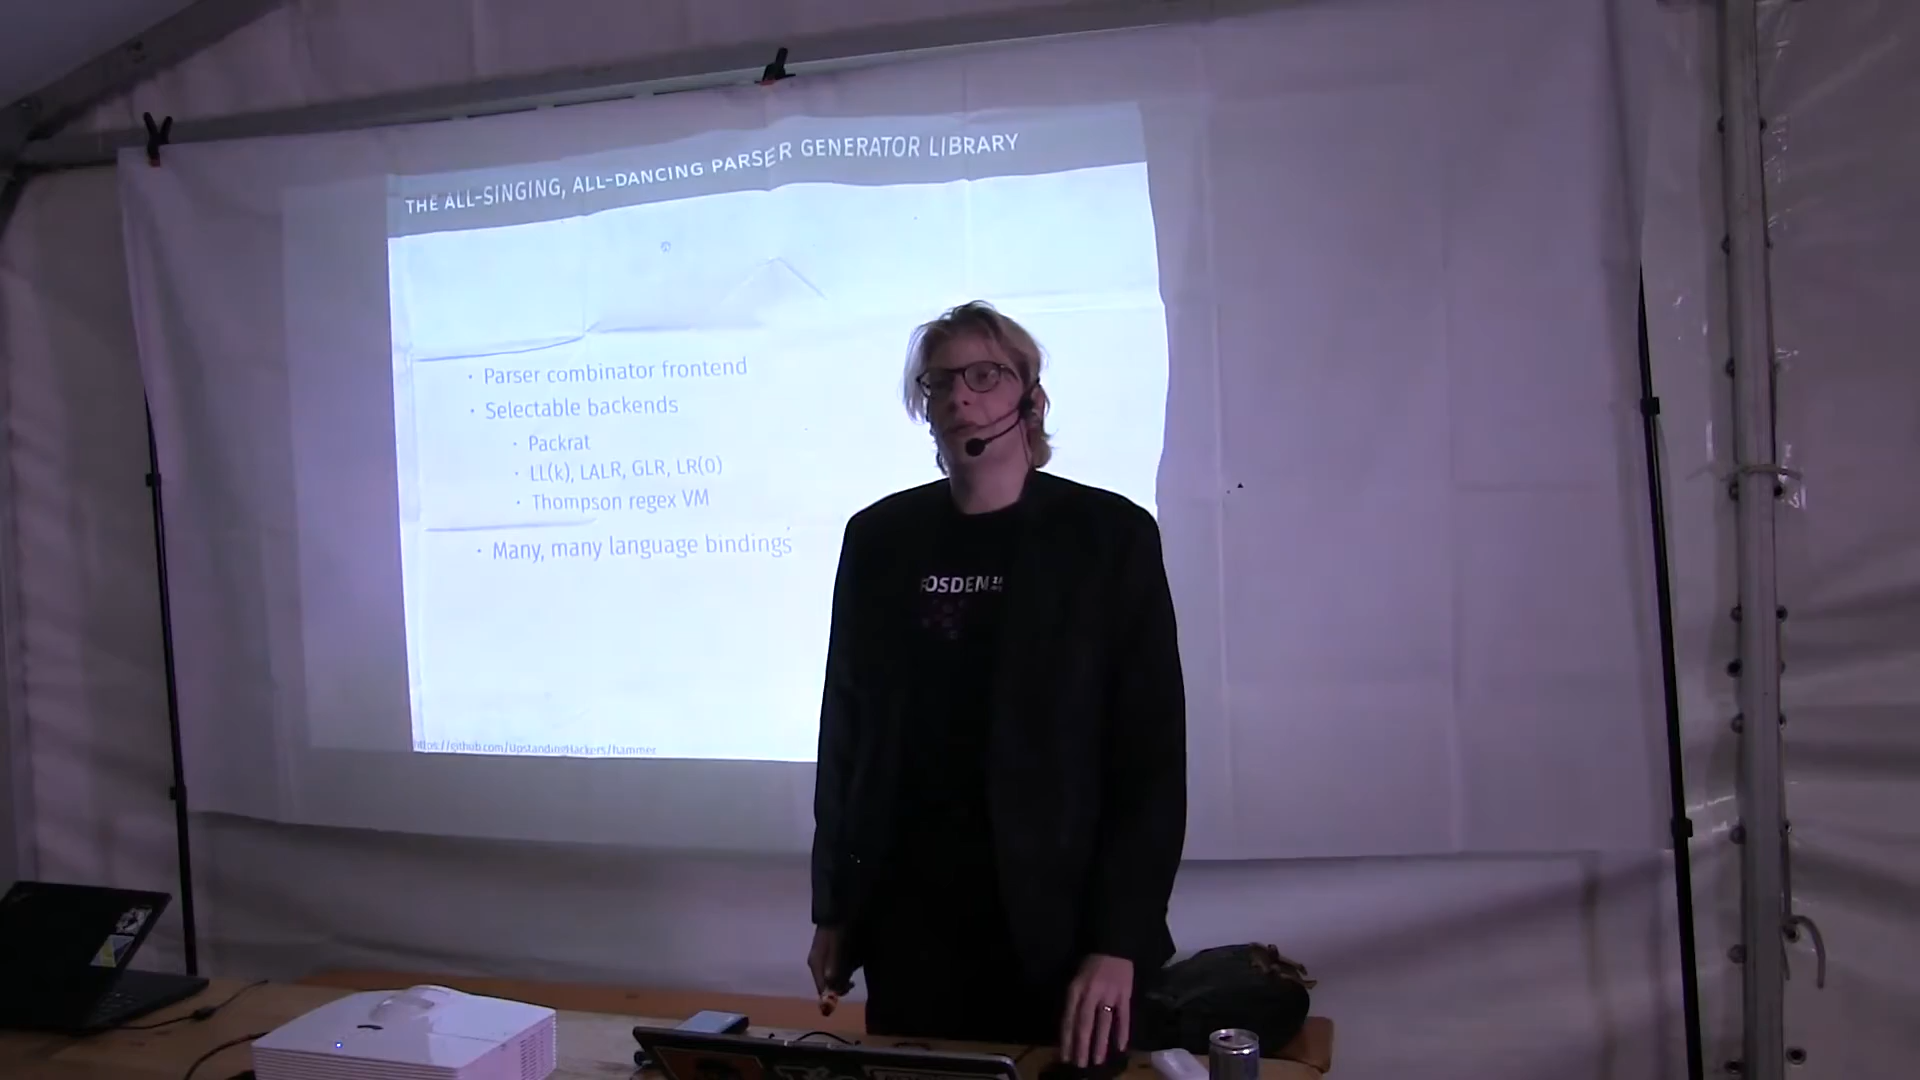 THE ALL-SINGING, ALL-DANCING PARSER GENERATOR LIBRARY
· Parser combinator frontend
· Selectable backends
· Packrat
· LL(k), LALR, GLR, LR(0)
· Thompson regex VM
· Many, many language bindings
https://github.com/UpstandingHackers/hammer
FOSDEM